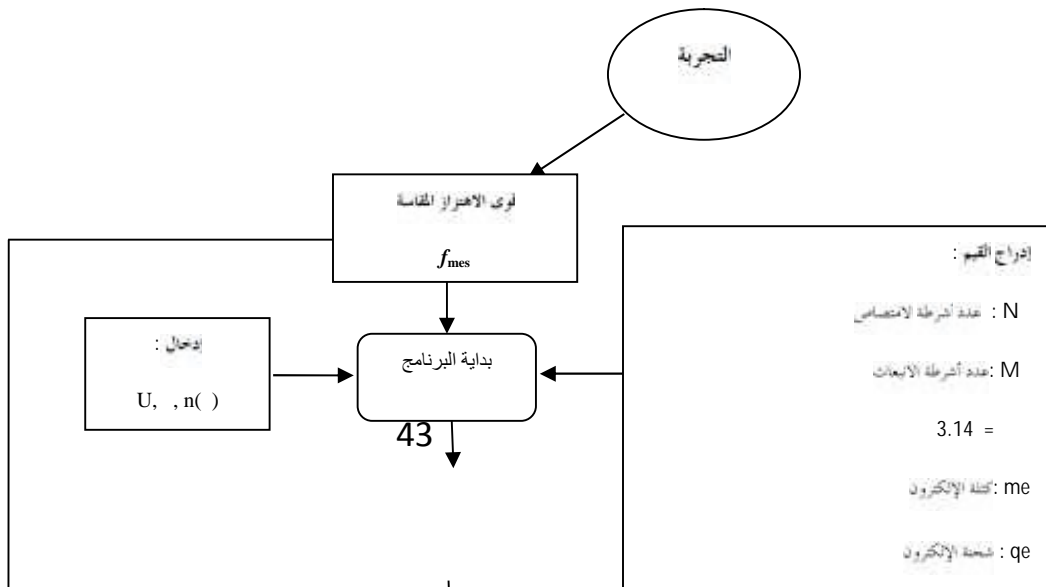 التجربة
قوى الاهتزاز المقاسة
f mes
إدراج القيم :
N : عدد أشرطة الامتصاص
M :عدد أشرطة الانبعاث
3.14 =
me :كتلة الإلكترون
qe : شحنة الإلكترون
إدخال :
U, , n( )
بداية البرنامج
43